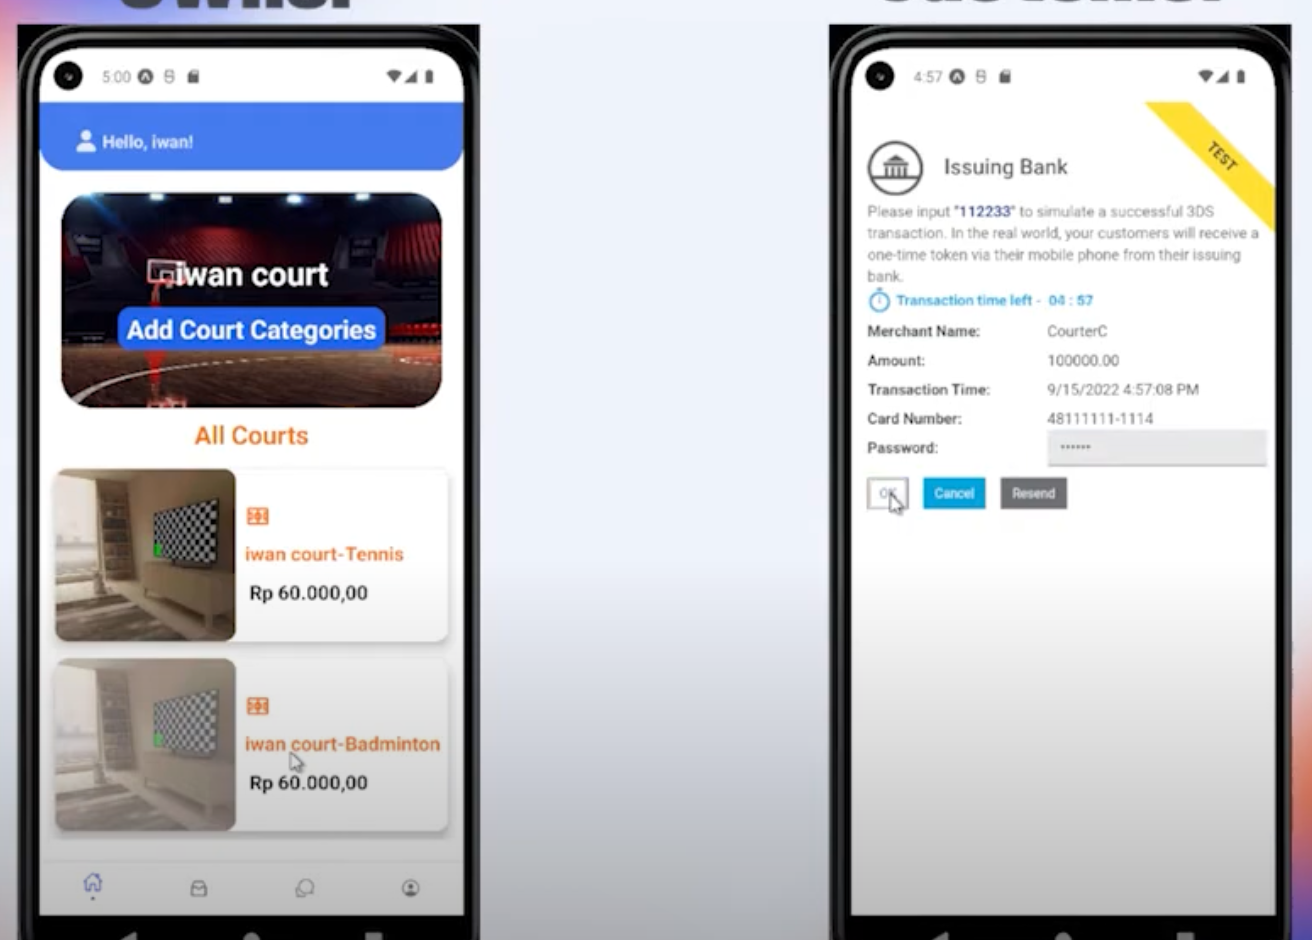 owner
customer
5:00
Hello, iwan!
iwan court
Add Court Categories
All Courts
iwan court-Tennis
Rp 60.000,00
iwan court-Badminton
Rp 60.000,00
4:57
TEST
Issuing Bank
Please input "112233" to simulate a successful 3DS
transaction. In the real world, your customers will receive a
one-time token via their mobile phone from their issuing
bank.
Transaction time left - 04 : 57
Merchant Name: CourterC
Amount: 100000.00
Transaction Time: 9/15/2022 4:57:08 PM
Card Number: 48111111-1114
Password: ••••••
OK Cancel Resend